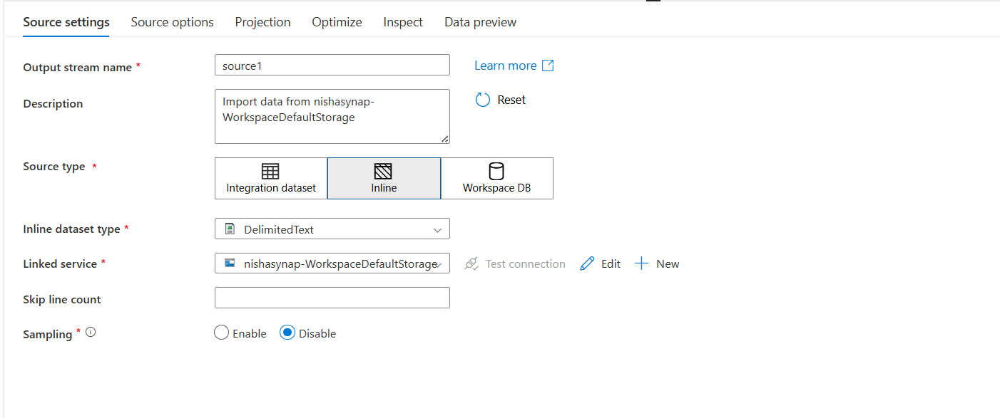 Source settings Source options Projection Optimize Inspect Data preview
Output stream name * source1 Learn more
Description Import data from nishasynap-
WorkspaceDefaultStorage
Reset
Source type *
Integration dataset Inline Workspace DB
Inline dataset type * DelimitedText
Linked service * nishasynap-WorkspaceDefaultStorage Test connection Edit New
Skip line count
Sampling * Enable Disable